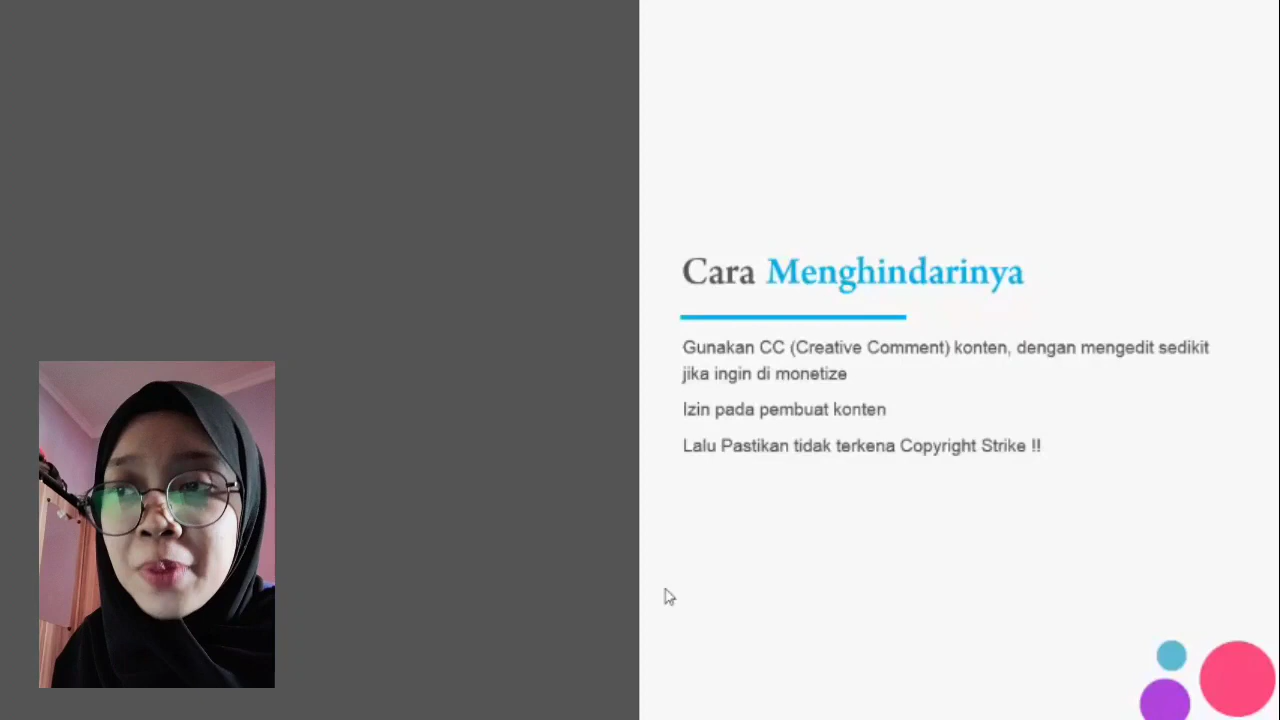 Cara Menghindarinya
Gunakan CC (Creative Comment) konten, dengan mengedit sedikit
jika ingin di monetize
Izin pada pembuat konten
Lalu Pastikan tidak terkena Copyright Strike !!